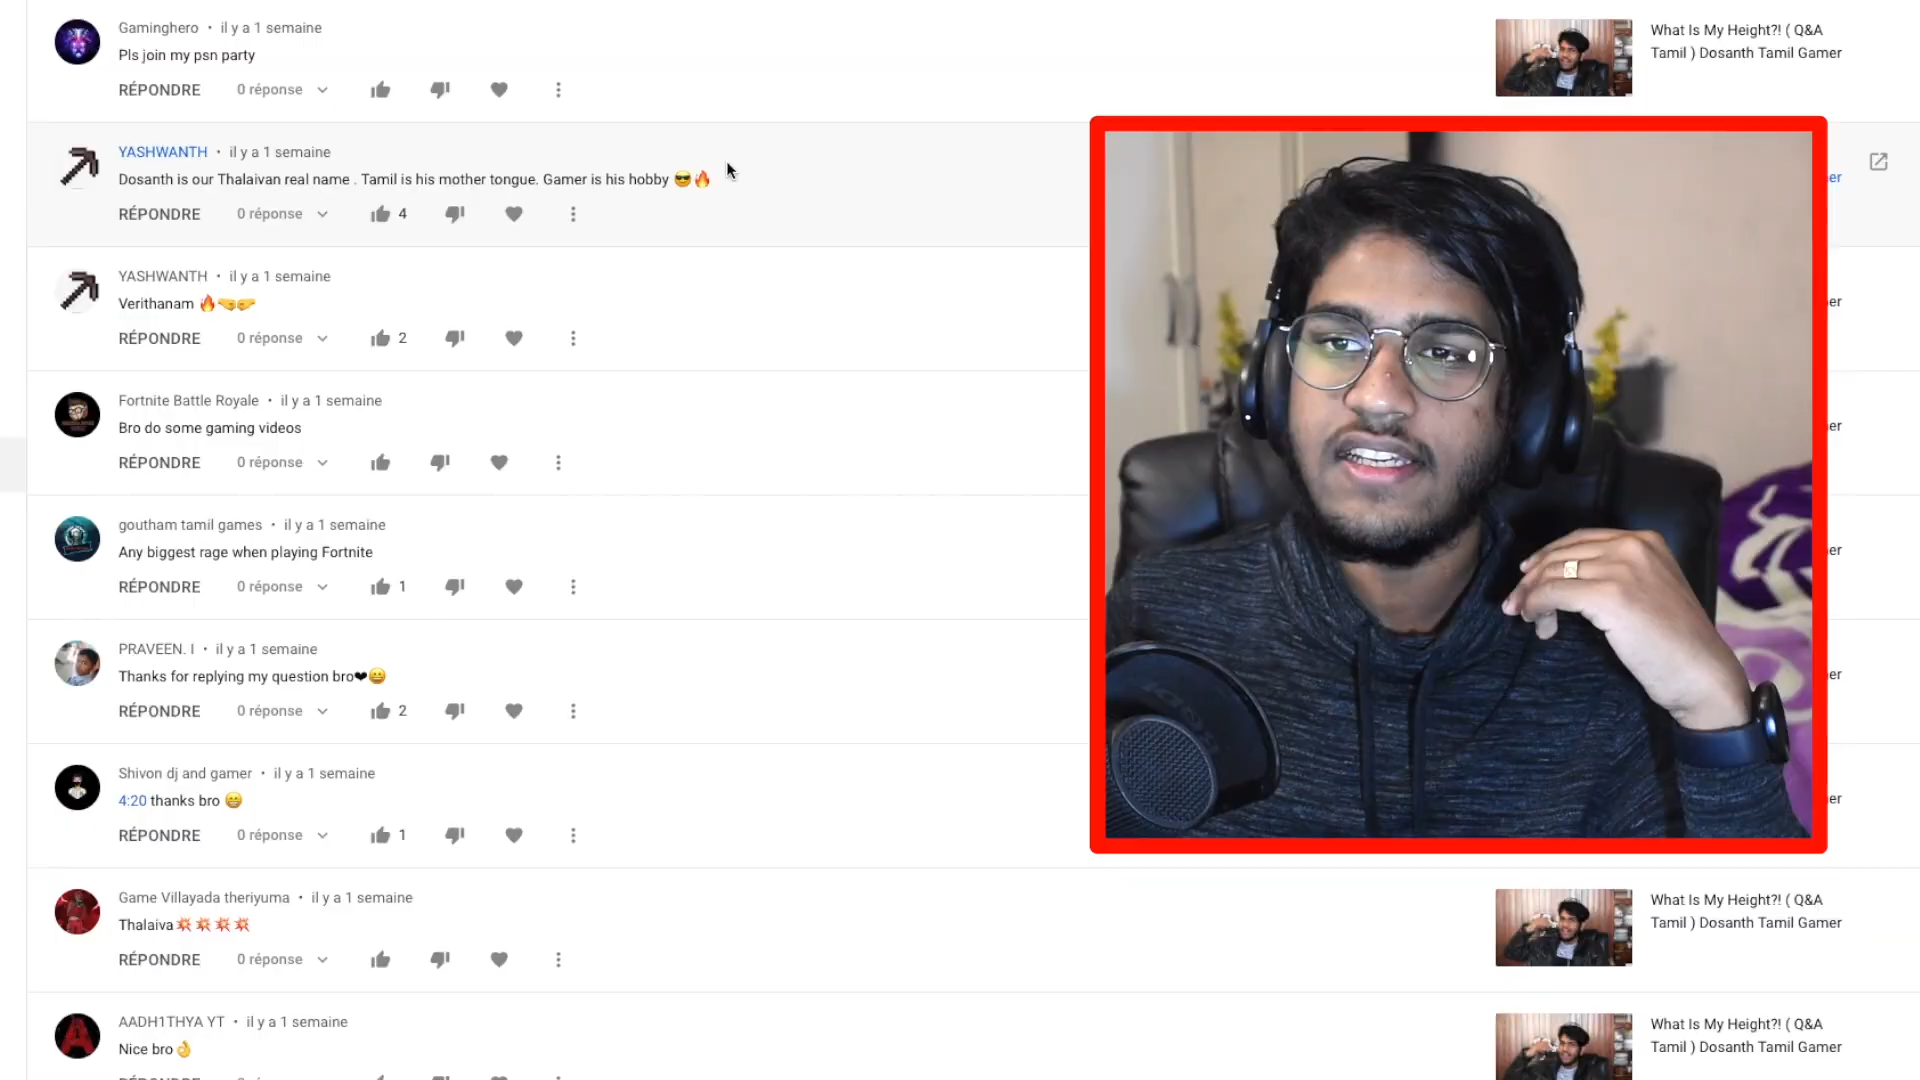 Gaminghero • il y a 1 semaine
Pls join my psn party
RÉPONDRE 0 réponse
What Is My Height?! ( Q&A
Tamil ) Dosanth Tamil Gamer
YASHWANTH • il y a 1 semaine
Dosanth is our Thalaivan real name . Tamil is his mother tongue. Gamer is his hobby 😎🔥
RÉPONDRE 0 réponse 4
er
YASHWANTH • il y a 1 semaine
Verithanam 🔥🤜🤛
RÉPONDRE 0 réponse 2
er
Fortnite Battle Royale • il y a 1 semaine
Bro do some gaming videos
RÉPONDRE 0 réponse
er
goutham tamil games • il y a 1 semaine
Any biggest rage when playing Fortnite
RÉPONDRE 0 réponse 1
er
PRAVEEN. I • il y a 1 semaine
Thanks for replying my question bro❤😀
RÉPONDRE 0 réponse 2
er
Shivon dj and gamer • il y a 1 semaine
4:20 thanks bro 😁
RÉPONDRE 0 réponse 1
er
Game Villayada theriyuma • il y a 1 semaine
Thalaiva💥💥💥💥
RÉPONDRE 0 réponse
What Is My Height?! ( Q&A
Tamil ) Dosanth Tamil Gamer
AADH1THYA YT • il y a 1 semaine
Nice bro👌
What Is My Height?! ( Q&A
Tamil ) Dosanth Tamil Gamer